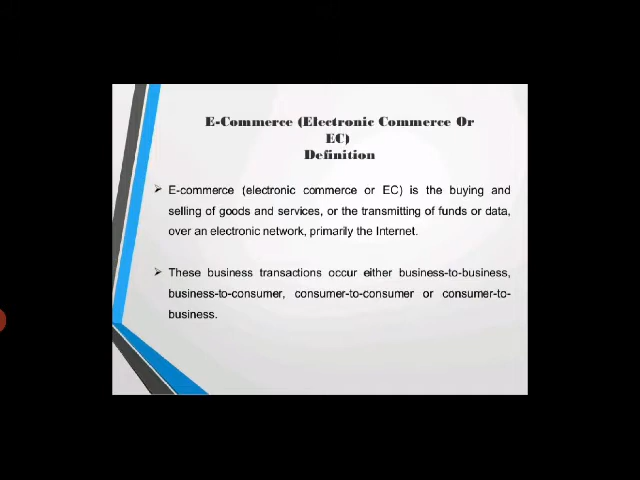 E-Commerce (Electronic Commerce Or
EC)
Definition
➢ E-commerce (electronic commerce or EC) is the buying and
selling of goods and services, or the transmitting of funds or data,
over an electronic network, primarily the Internet.
➢ These business transactions occur either business-to-business,
business-to-consumer, consumer-to-consumer or consumer-to-
business.